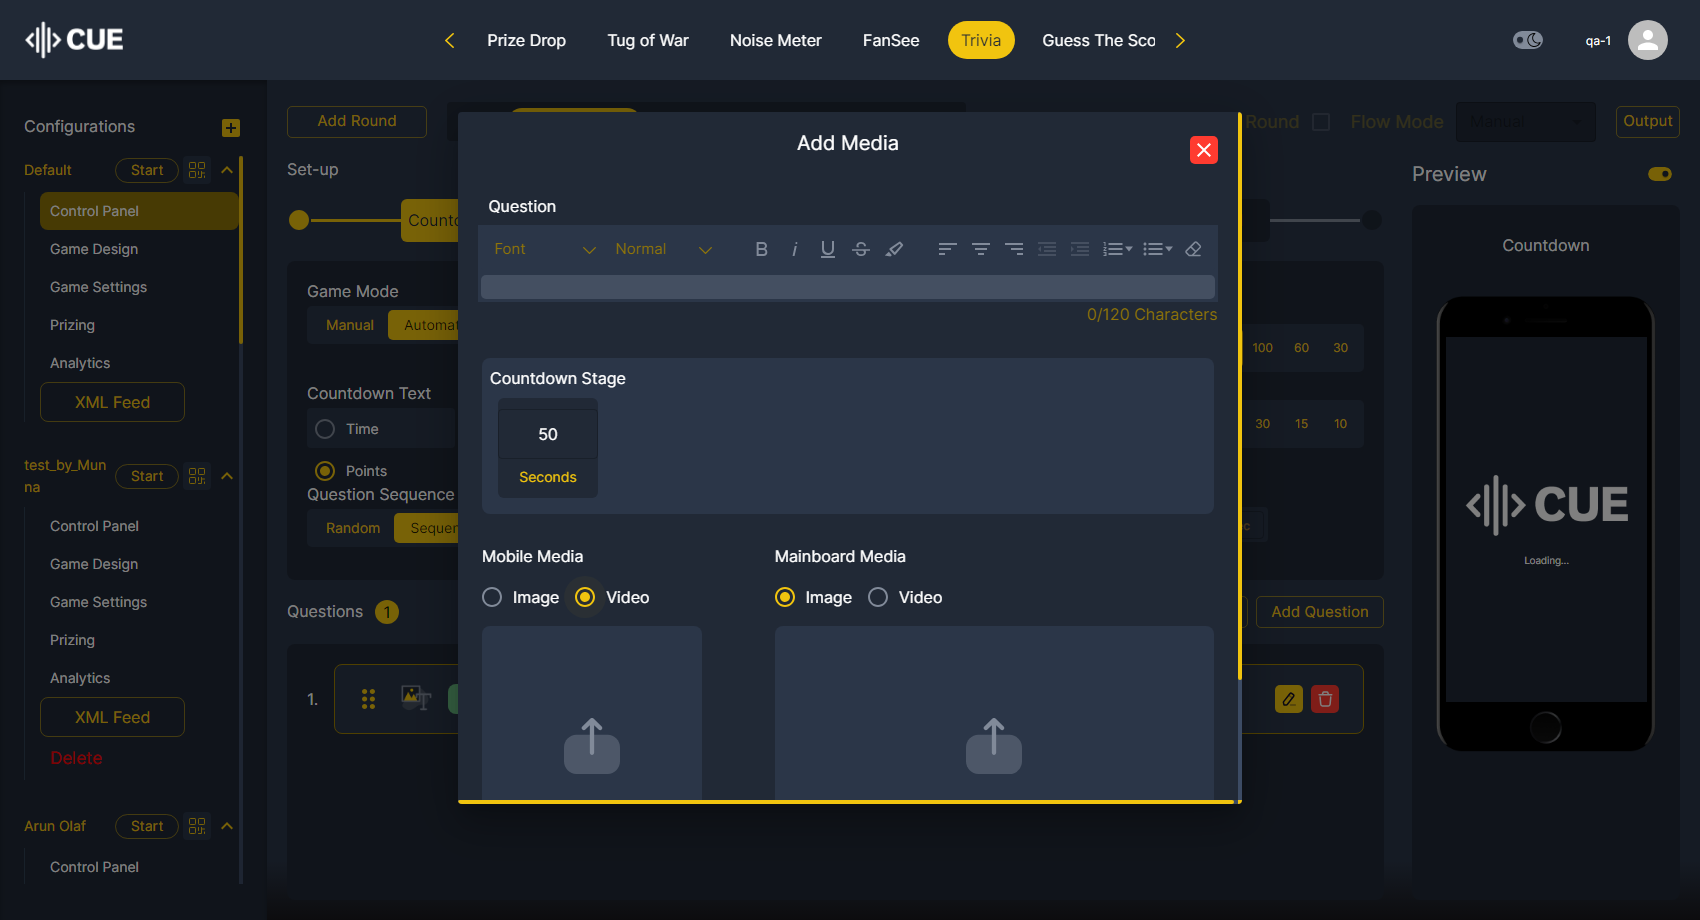 CUE
Prize Drop
Tug of War
Noise Meter
FanSee
Trivia
Guess The Sco
qa-1
Configurations
Default
Start
Control Panel
Game Design
Game Settings
Prizing
Analytics
XML Feed
test_by_Mun
na
Start
Control Panel
Game Design
Game Settings
Prizing
Analytics
XML Feed
Delete
Arun Olaf
Start
Control Panel
Add Round
Round
Flow Mode
Manual
Output
Set-up
Countd
Game Mode
Manual
Automat
Countdown Text
Time
Points
Question Sequence
Random
Sequen
100
60
30
30
15
10
Questions
1
Add Question
1.
Add Media
Question
Font
Normal
0/120 Characters
Countdown Stage
50
Seconds
Mobile Media
Image
Video
Mainboard Media
Image
Video
Preview
Countdown
CUE
Loading...